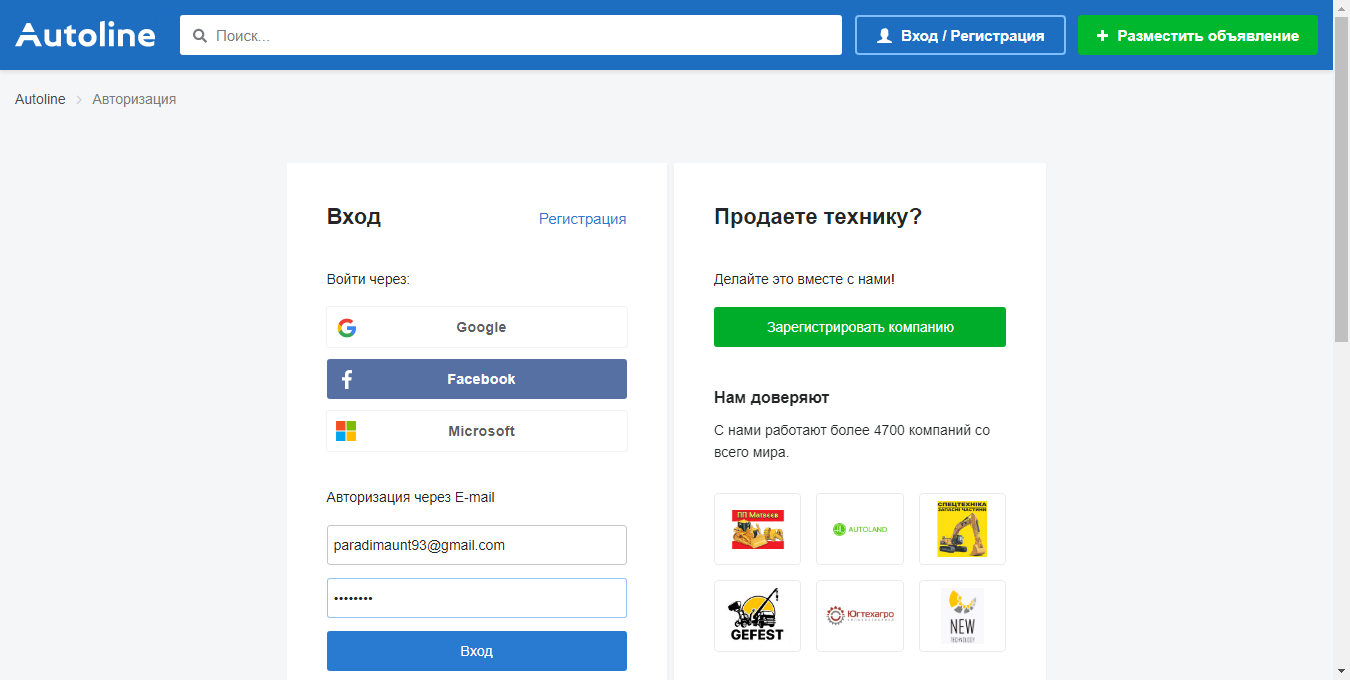 Autoline
Поиск...
Вход / Регистрация
+ Разместить объявление
Autoline > Авторизация
Вход
Регистрация
Войти через:
Google
Facebook
Microsoft
Авторизация через E-mail
paradimaunt93@gmail.com
••••••••
Вход
Продаете технику?
Делайте это вместе с нами!
Зарегистрировать компанию
Нам доверяют
С нами работают более 4700 компаний со
всего мира.
ПП Матвєєв
AUTOLAND
СПЕЦТЕХНІКА
ЗАПАСНІ ЧАСТИНИ
GEFEST
Югтехагро
NEW
TECHNOLOGY